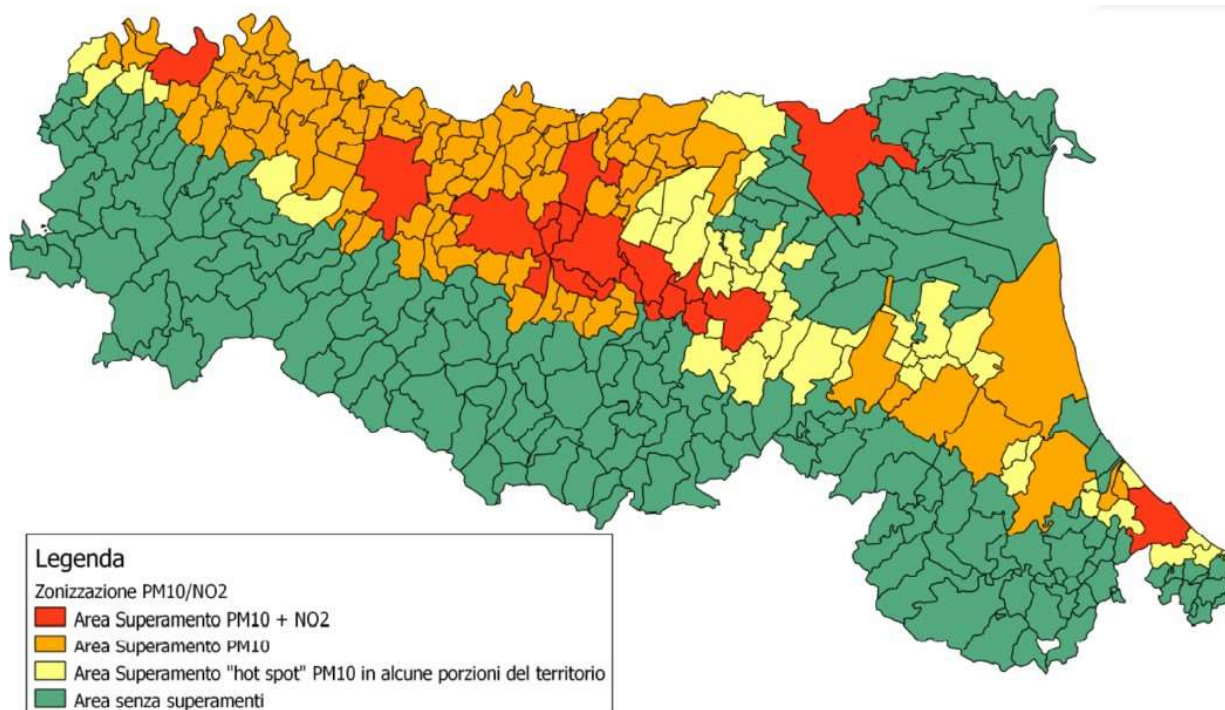 Legenda
Zonizzazione PM10/NO2
Area Superamento PM10 + NO2
Area Superamento PM10
Area Superamento "hot spot" PM10 in alcune porzioni del territorio
Area senza superamenti